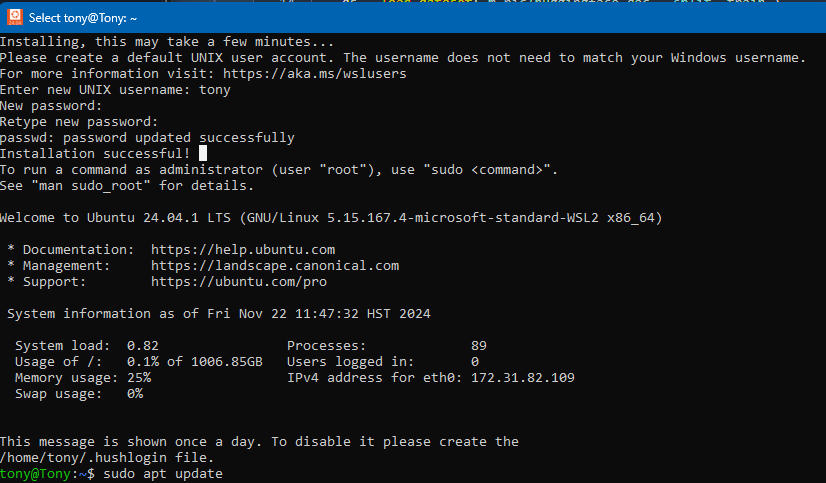 Select tony@Tony: ~
Installing, this may take a few minutes...
Please create a default UNIX user account. The username does not need to match your Windows username.
For more information visit: https://aka.ms/wslusers
Enter new UNIX username: tony
New password:
Retype new password:
passwd: password updated successfully
Installation successful!
To run a command as administrator (user "root"), use "sudo <command>".
See "man sudo_root" for details.
Welcome to Ubuntu 24.04.1 LTS (GNU/Linux 5.15.167.4-microsoft-standard-WSL2 x86_64)
* Documentation:  https://help.ubuntu.com
* Management:     https://landscape.canonical.com
* Support:        https://ubuntu.com/pro
System information as of Fri Nov 22 11:47:32 HST 2024
System load:  0.82                Processes:             89
Usage of /:   0.1% of 1006.85GB   Users logged in:       0
Memory usage: 25%                 IPv4 address for eth0: 172.31.82.109
Swap usage:   0%
This message is shown once a day. To disable it please create the
/home/tony/.hushlogin file.
tony@Tony:~$ sudo apt update